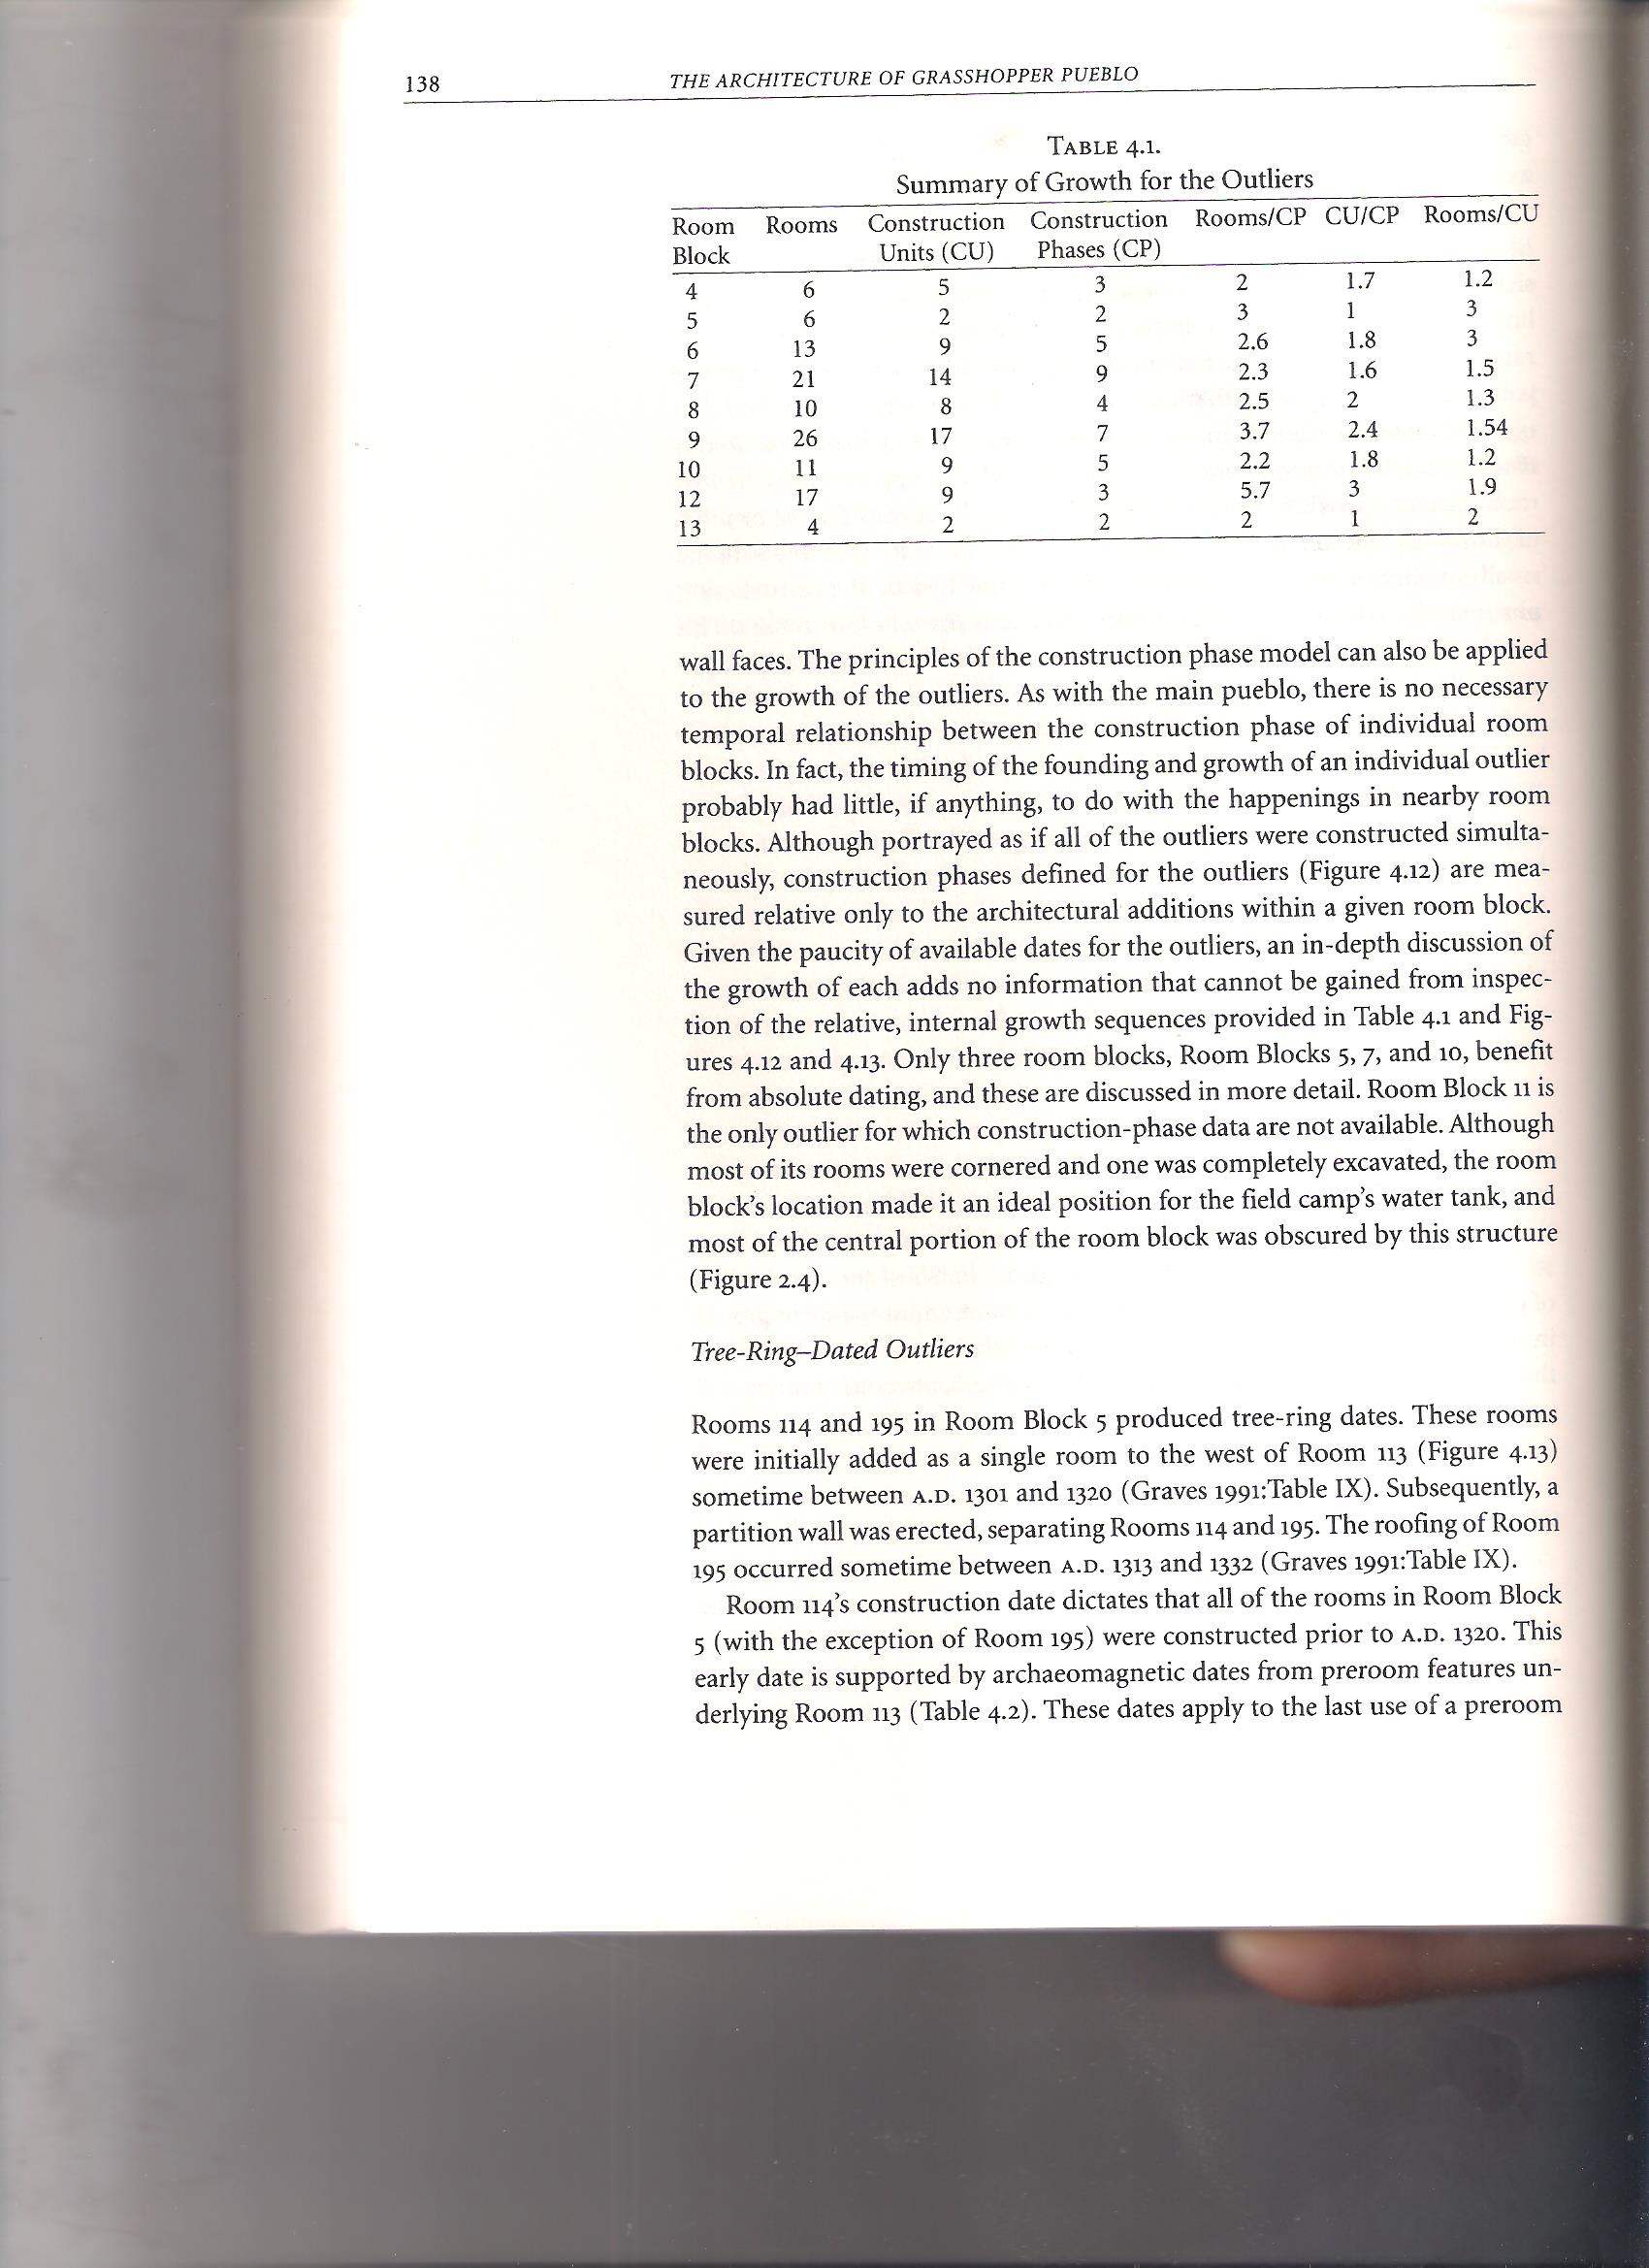 138 THE ARCHITECTURE OF GRASSHOPPER PUEBLO
TABLE 4.1.
Summary of Growth for the Outliers
Room Rooms Construction Construction Rooms/CP CU/CP Rooms/CU
Block Units (CU) Phases (CP)
4 6 5 3 2 1.7 1.2
5 6 2 2 3 1 3
6 13 9 5 2.6 1.8 3
7 21 14 9 2.3 1.6 1.5
8 10 8 4 2.5 2 1.3
9 26 17 7 3.7 2.4 1.54
10 11 9 5 2.2 1.8 1.2
12 17 9 3 5.7 3 1.9
13 4 2 2 2 1 2
wall faces. The principles of the construction phase model can also be applied
to the growth of the outliers. As with the main pueblo, there is no necessary
temporal relationship between the construction phase of individual room
blocks. In fact, the timing of the founding and growth of an individual outlier
probably had little, if anything, to do with the happenings in nearby room
blocks. Although portrayed as if all of the outliers were constructed simulta-
neously, construction phases defined for the outliers (Figure 4.12) are mea-
sured relative only to the architectural additions within a given room block.
Given the paucity of available dates for the outliers, an in-depth discussion of
the growth of each adds no information that cannot be gained from inspec-
tion of the relative, internal growth sequences provided in Table 4.1 and Fig-
ures 4.12 and 4.13. Only three room blocks, Room Blocks 5, 7, and 10, benefit
from absolute dating, and these are discussed in more detail. Room Block 11 is
the only outlier for which construction-phase data are not available. Although
most of its rooms were cornered and one was completely excavated, the room
block's location made it an ideal position for the field camp's water tank, and
most of the central portion of the room block was obscured by this structure
(Figure 2.4).
Tree-Ring–Dated Outliers
Rooms 114 and 195 in Room Block 5 produced tree-ring dates. These rooms
were initially added as a single room to the west of Room 113 (Figure 4.13)
sometime between A.D. 1301 and 1320 (Graves 1991:Table IX). Subsequently, a
partition wall was erected, separating Rooms 114 and 195. The roofing of Room
195 occurred sometime between A.D. 1313 and 1332 (Graves 1991:Table IX).
Room 114's construction date dictates that all of the rooms in Room Block
5 (with the exception of Room 195) were constructed prior to A.D. 1320. This
early date is supported by archaeomagnetic dates from preroom features un-
derlying Room 113 (Table 4.2). These dates apply to the last use of a preroom